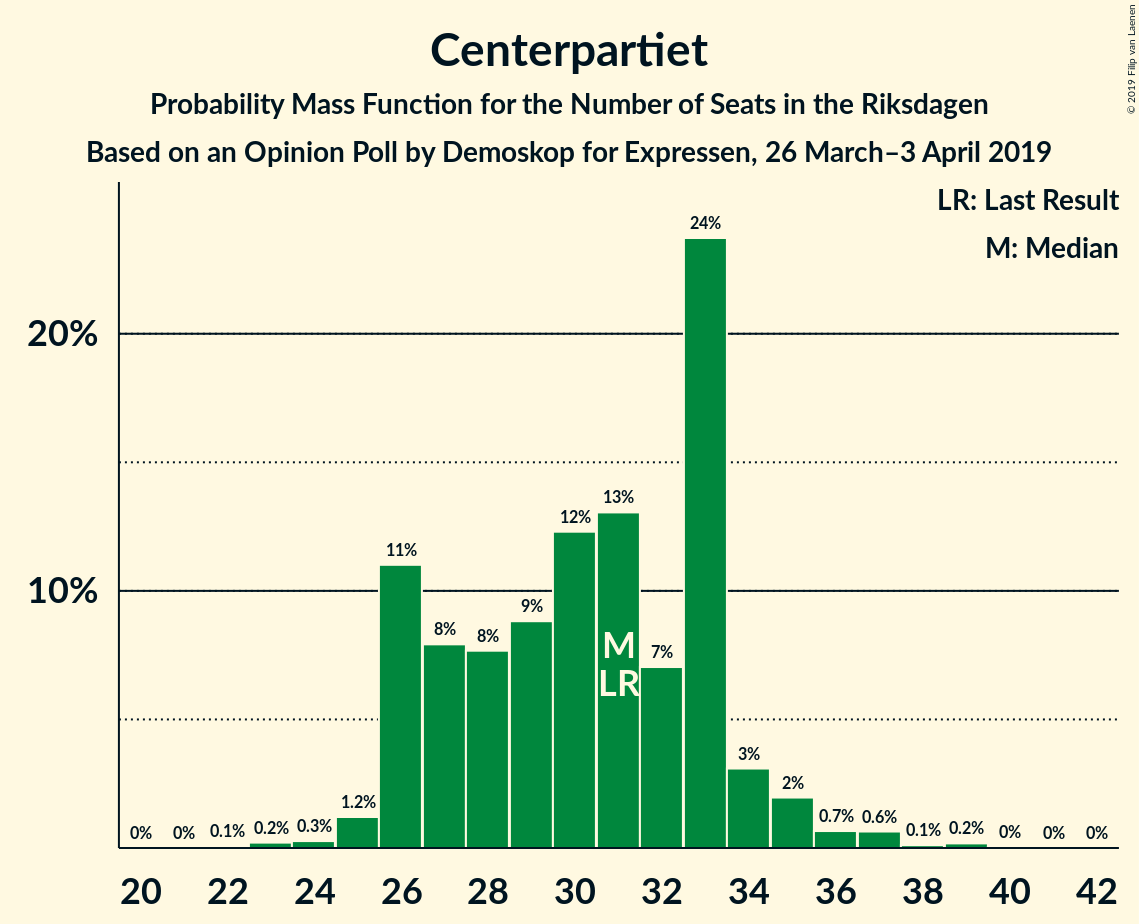 Centerpartiet
Probability Mass Function for the Number of Seats in the Riksdagen
Based on an Opinion Poll by Demoskop for Expressen, 26 March–3 April 2019
© 2019 Filip van Laenen
LR: Last Result
M: Median
20%
10%
0%
0%
0.1%
0.2%
0.3%
1.2%
11%
8%
8%
9%
12%
13%
7%
24%
3%
2%
0.7%
0.6%
0.1%
0.2%
0%
0%
0%
M
LR
20 22 24 26 28 30 32 34 36 38 40 42